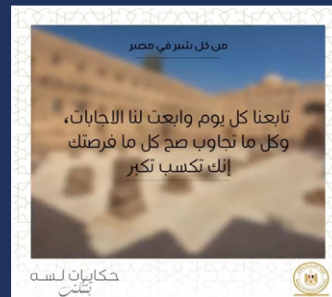 من كل شبر في مصر
تابعنا كل يوم وابعت لنا الاجابات،
وكل ما تجاوب صح كل ما فرصتك
إنك تكسب تكبر
حكايات لسه
بتتكتب